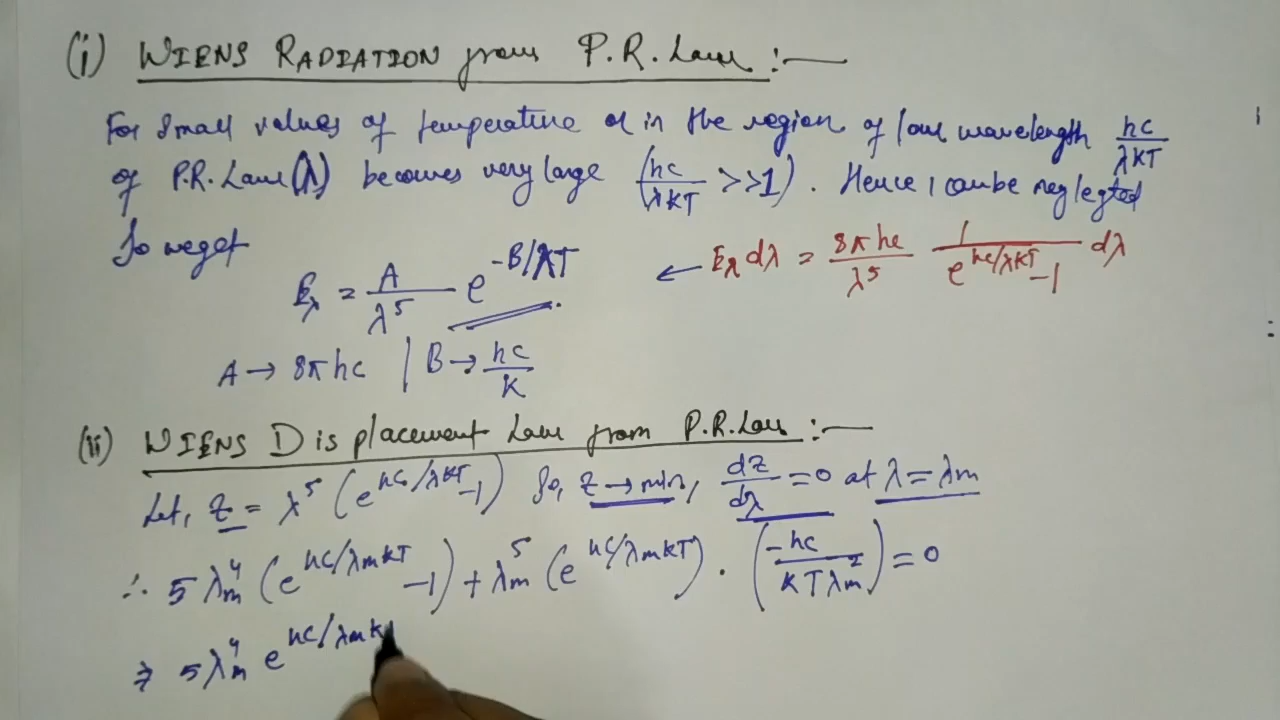 (i) WIENS RADIATION from P.R. Law :—
For small values of temperature or in the region of low wavelength hc/λKT
of P.R. Law(λ) becomes very large (hc/λKT >>1). Hence 1 can be neglected
So we get
E_λ = A/λ⁵ e^(-B/λT) ← E_λ dλ = 8πhc/λ⁵ 1/(e^(hc/λKT) -1) dλ
A → 8πhc | B → hc/K
(ii) WIENS Displacement Law from P.R. Law :—
Let, Z = λ⁵ (e^(hc/λKT) -1) So, Z → min, dZ/dλ = 0 at λ = λm
∴ 5λm⁴ (e^(hc/λmKT) -1) + λm⁵ (e^(hc/λmKT)) . (-hc/KTλm²) = 0
⇒ 5λm⁴ e^(hc/λmK